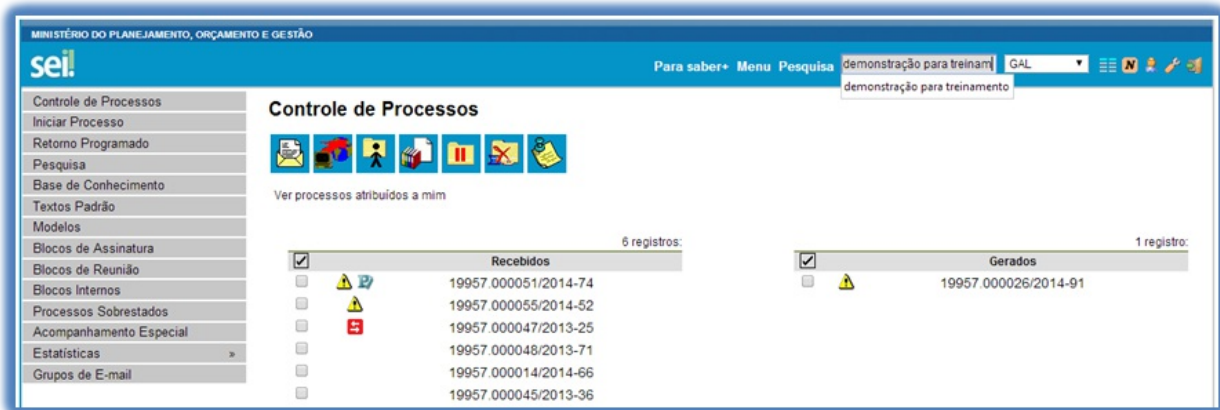 MINISTÉRIO DO PLANEJAMENTO, ORÇAMENTO E GESTÃO
sei!
Para saber+ Menu Pesquisa demonstração para treinam GAL
demonstração para treinamento
N
Controle de Processos
Iniciar Processo
Retorno Programado
Pesquisa
Base de Conhecimento
Textos Padrão
Modelos
Blocos de Assinatura
Blocos de Reunião
Blocos Internos
Processos Sobrestados
Acompanhamento Especial
Estatísticas »
Grupos de E-mail
Controle de Processos
Ver processos atribuídos a mim
6 registros:
Recebidos
19957.000051/2014-74
19957.000055/2014-52
19957.000047/2013-25
19957.000048/2013-71
19957.000014/2014-66
19957.000045/2013-36
1 registro:
Gerados
19957.000026/2014-91